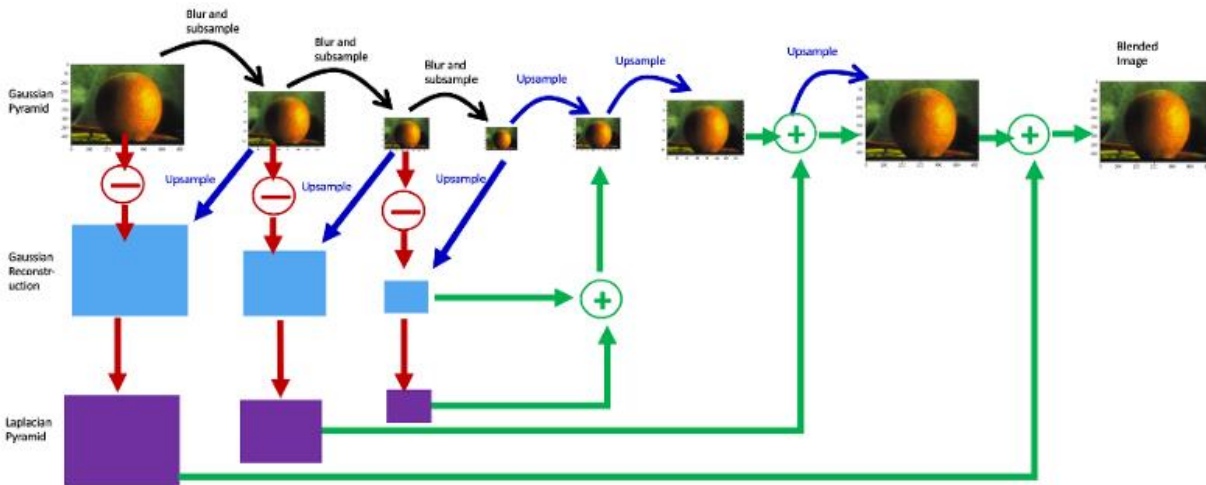 Blur and
subsample
Blur and
subsample
Blur and
subsample
Upsample
Upsample
Upsample
Blended
Image
Gaussian
Pyramid
Upsample
Upsample
Upsample
Gaussian
Reconstr-
uction
Laplacian
Pyramid